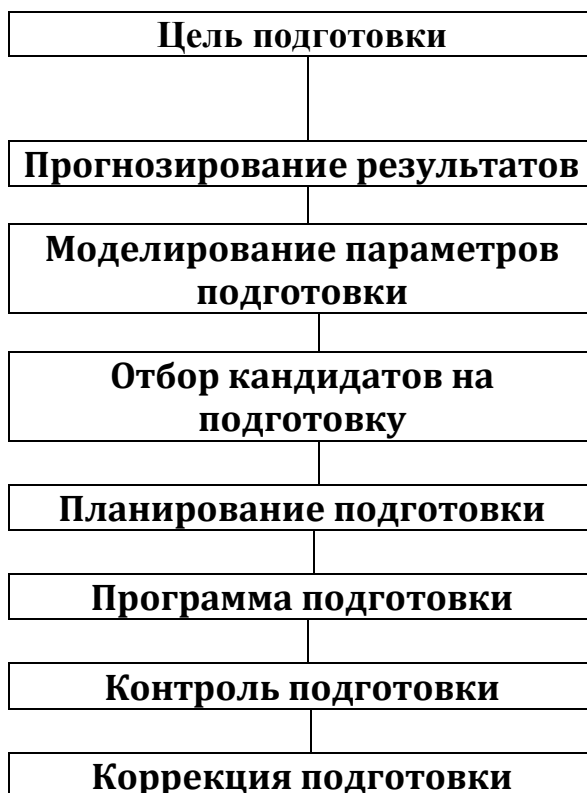 Цель подготовки
Прогнозирование результатов
Моделирование параметров
подготовки
Отбор кандидатов на
подготовку
Планирование подготовки
Программа подготовки
Контроль подготовки
Коррекция подготовки